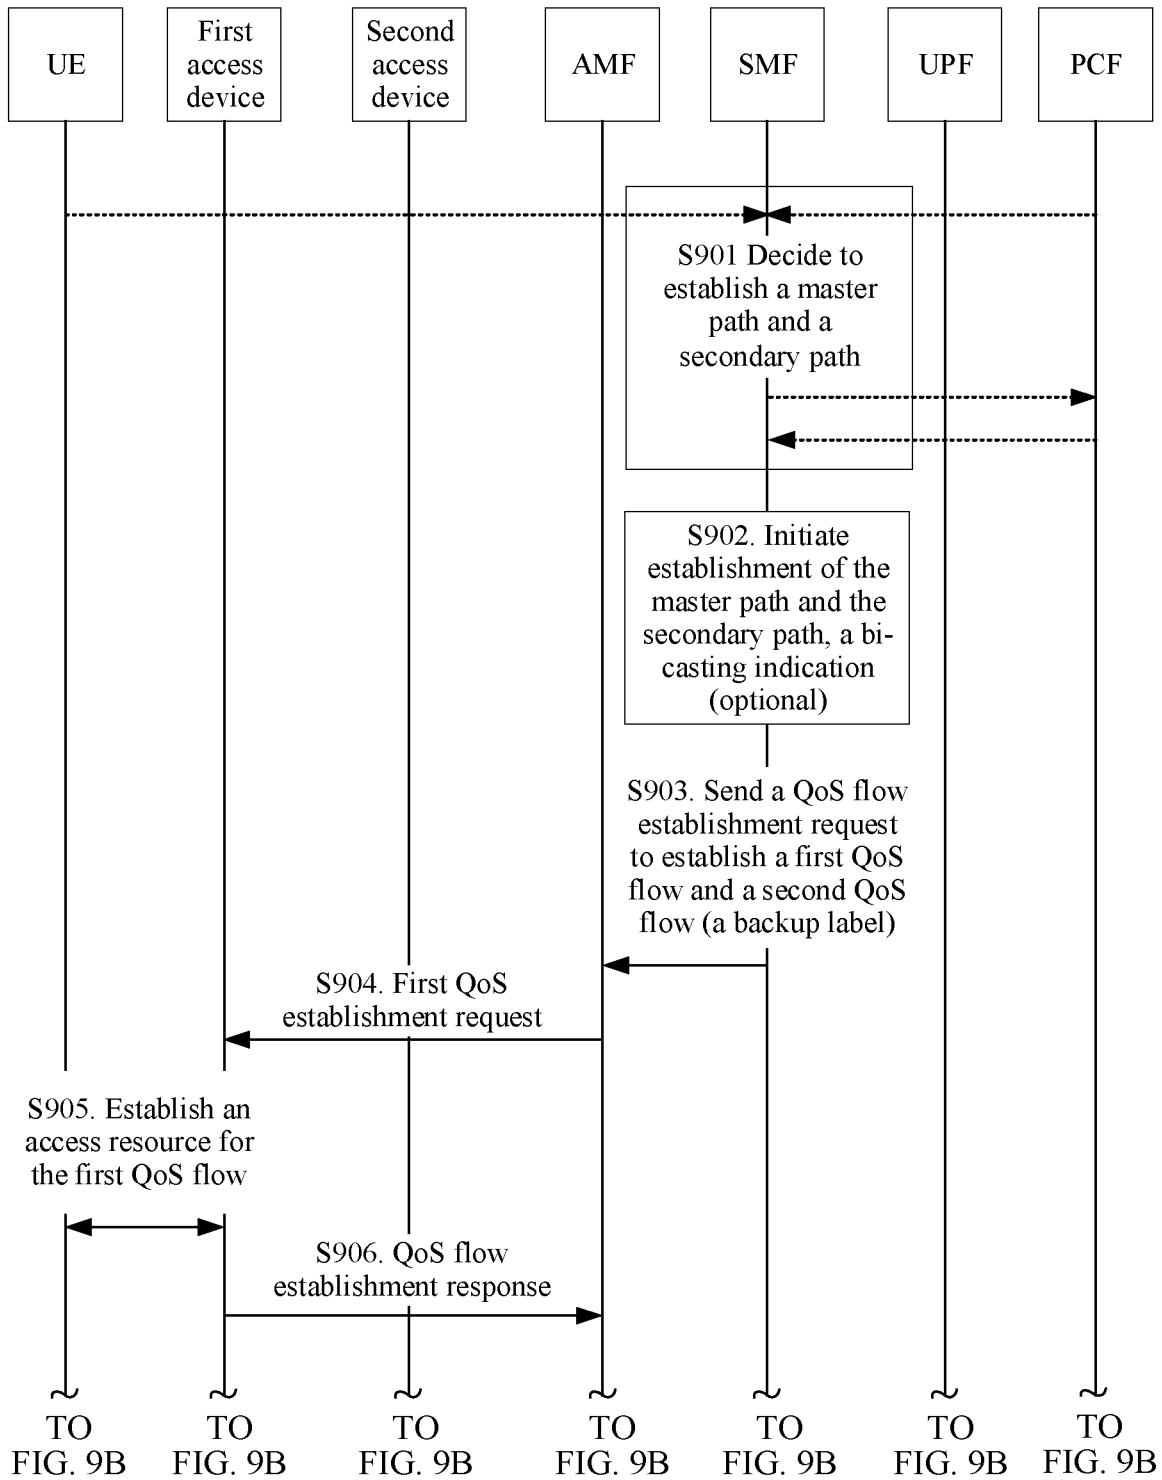 UE
First
access
device
Second
access
device
AMF
SMF
UPF
PCF
S901 Decide to
establish a master
path and a
secondary path
S902. Initiate
establishment of the
master path and the
secondary path, a bi-
casting indication
(optional)
S903. Send a QoS flow
establishment request
to establish a first QoS
flow and a second QoS
flow (a backup label)
S904. First QoS
establishment request
S905. Establish an
access resource for
the first QoS flow
S906. QoS flow
establishment response
TO
FIG. 9B
TO
FIG. 9B
TO
FIG. 9B
TO
FIG. 9B
TO
FIG. 9B
TO
FIG. 9B
TO
FIG. 9B